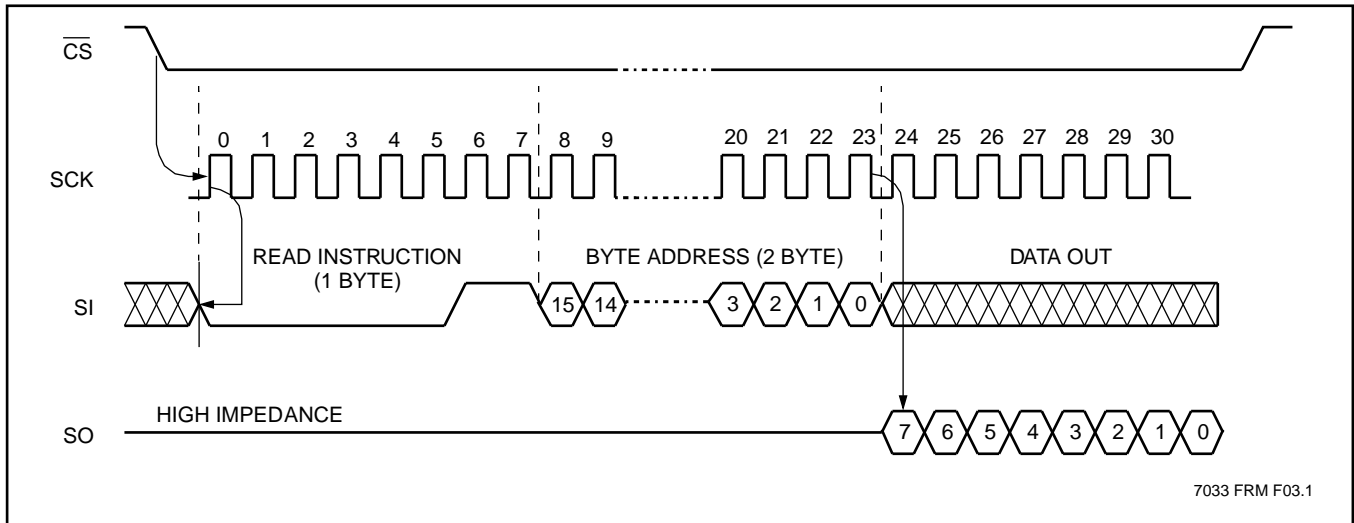 CS
0 1 2 3 4 5 6 7 8 9 20 21 22 23 24 25 26 27 28 29 30
SCK
READ INSTRUCTION
(1 BYTE)
BYTE ADDRESS (2 BYTE)
DATA OUT
SI
15 14 3 2 1 0
HIGH IMPEDANCE
SO
7 6 5 4 3 2 1 0
7033 FRM F03.1